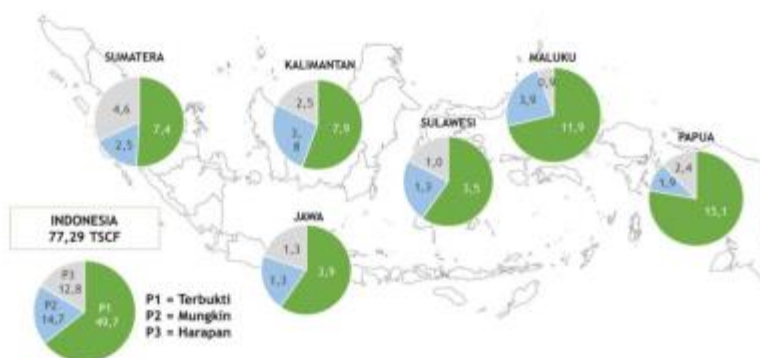 SUMATERA
4,6
7,4
2,5
KALIMANTAN
2,5
7,9
3,
8
MALUKU
0,9
3,9
11,9
SULAWESI
1,0
1,3
3,5
PAPUA
2,4
1,9
15,1
JAWA
1,3
3,9
1,3
INDONESIA
77,29 TSCF
P3
12,8
P2
14,7
P1
49,7
P1 = Terbukti
P2 = Mungkin
P3 = Harapan